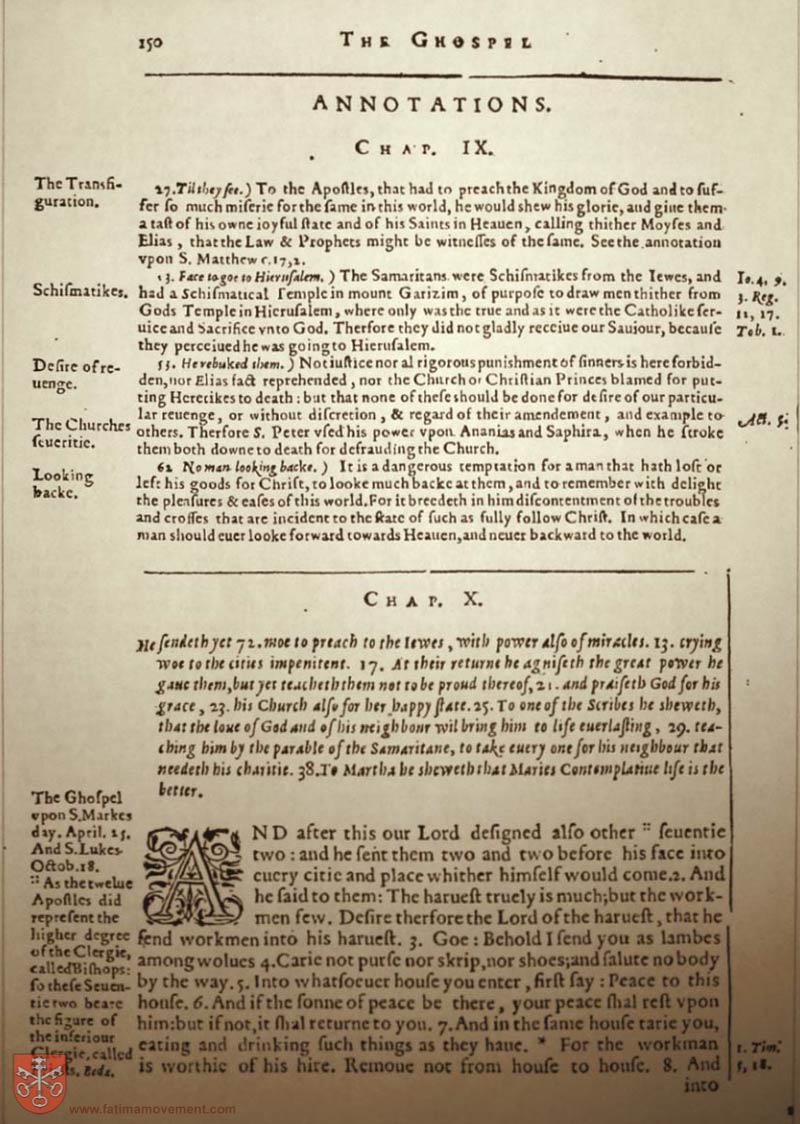 150
THE GHOSPEL
ANNOTATIONS.
CHAP. IX.
The Transfi-
guration.
27. Til they ſee.) To the Apoſtles, that had to preach the Kingdom of God and to ſuf-
fer ſo much miſerie for the ſame in this world, he would shew his glorie, and giue them
a taſt of his owne ioyful ſtate and of his Saints in Heauen, calling thither Moyſes and
Elias, that the Law & Prophets might be witneſſes of the ſame. See the annotation
vpon S. Matthew c. 17, 2.
Schiſmatikes.
53. Face to goe to Hieruſalem.) The Samaritans were Schiſmatikes from the Iewes, and
had a Schiſmatical Temple in mount Garizim, of purpoſe to draw men thither from
Gods Temple in Hieruſalem, where only was the true and as it were the Catholike ſer-
uice and Sacrifice vnto God. Therfore they did not gladly receiue our Sauiour, becauſe
they perceiued he was going to Hieruſalem.
Io. 4, 9.
3. Reg.
11, 17.
Tob. 1.
Deſire of re-
uenge.
55. He rebuked them.) Not iuſtice nor al rigorous punishment of ſinners is here forbid-
den, nor Elias fact reprehended, nor the Church or Chriſtian Princes blamed for put-
ting Heretikes to death: but that none of theſe should be done for deſire of our particu-
lar reuenge, or without diſcretion, & regard of their amendement, and example to
others. Therfore S. Peter vſed his power vpon Ananias and Saphira, when he ſtroke
them both downe to death for defrauding the Church.
The Churches
ſeueritie.
Act. 5.
Looking
backe.
62. No man looking backe.) It is a dangerous temptation for a man that hath loſt or
left his goods for Chriſt, to looke much backe at them, and to remember with delight
the pleaſures & eaſes of this world. For it breedeth in him diſcontentment of the troubles
and croſſes that are incident to the ſtate of ſuch as fully follow Chriſt. In which caſe a
man should euer looke forward towards Heauen, and neuer backward to the world.
CHAP. X.
He ſendeth yet 72. moe to preach to the Iewes, with power alſo of miracles. 13. crying
woe to the cities impenitent. 17. At their returne he agniſeth the great power he
gaue them, but yet teacheth them not to be proud thereof, 21. and praiſeth God for his
grace, 23. his Church alſo for her happy ſtate. 25. To one of the Scribes he sheweth,
that the loue of God and of his neighbour wil bring him to life euerlaſting, 29. tea-
ching him by the parable of the Samaritane, to take euery one for his neighbour that
needeth his charitie. 38. To Martha he sheweth that Maries Contemplatiue life is the
better.
The Ghoſpel
vpon S. Markes
day. April. 25.
And S. Lukes
Octob. 18.
:: As the twelue
Apoſtles did
repreſent the
higher degree
of the Clergie,
called Bishops:
ſo theſe Seuen-
tie two beare
the figure of
the inferiour
Clergie, called
Beda.
AND after this our Lord deſigned alſo other :: ſeuentie
two: and he ſent them two and two before his face into
euery citie and place whither himſelf would come. 2. And
he ſaid to them: The harueſt truely is much; but the work-
men few. Deſire therfore the Lord of the harueſt, that he
ſend workmen into his harueſt. 3. Goe: Behold I ſend you as lambes
among wolues 4. Carie not purſe nor skrip, nor shoes; and ſalute no body
by the way. 5. Into whatſoeuer houſe you enter, firſt ſay: Peace to this
houſe. 6. And if the ſonne of peace be there, your peace shal reſt vpon
him: but if not, it shal returne to you. 7. And in the ſame houſe tarie you,
eating and drinking ſuch things as they haue. * For the workman
is worthie of his hire. Remoue not from houſe to houſe. 8. And
into
1. Tim.
5, 18.
www.fatimamovement.com